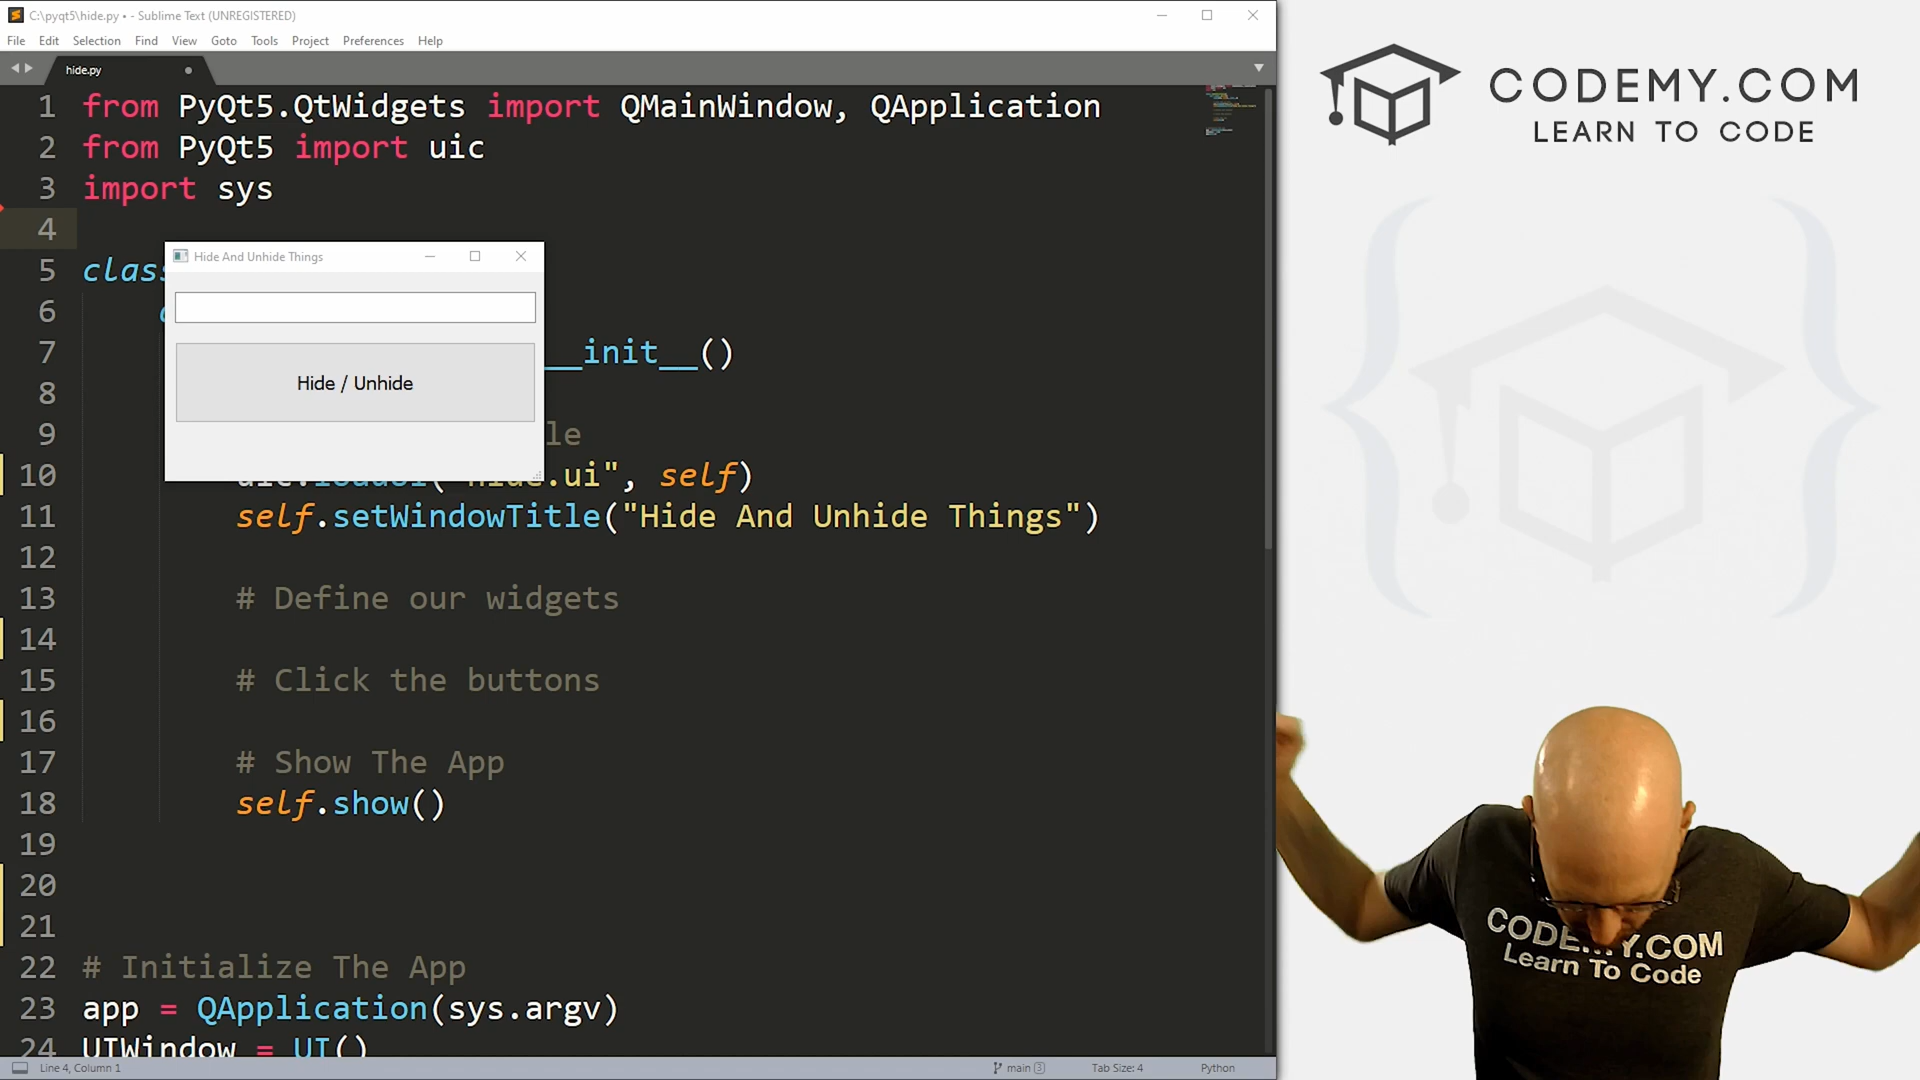 C:\pyqt5\hide.py • - Sublime Text (UNREGISTERED)
File Edit Selection Find View Goto Tools Project Preferences Help
hide.py
1 from PyQt5.QtWidgets import QMainWindow, QApplication
2 from PyQt5 import uic
3 import sys
4
5 class
6
7 __init__()
8
9 le
10 .ui", self)
11 self.setWindowTitle("Hide And Unhide Things")
12
13 # Define our widgets
14
15 # Click the buttons
16
17 # Show The App
18 self.show()
19
20
21
22 # Initialize The App
23 app = QApplication(sys.argv)
24 UIWindow = UI()
Hide And Unhide Things
Hide / Unhide
Line 4, Column 1 main 3 Tab Size: 4 Python
CODEMY.COM
LEARN TO CODE
CODEMY.COM
Learn To Code